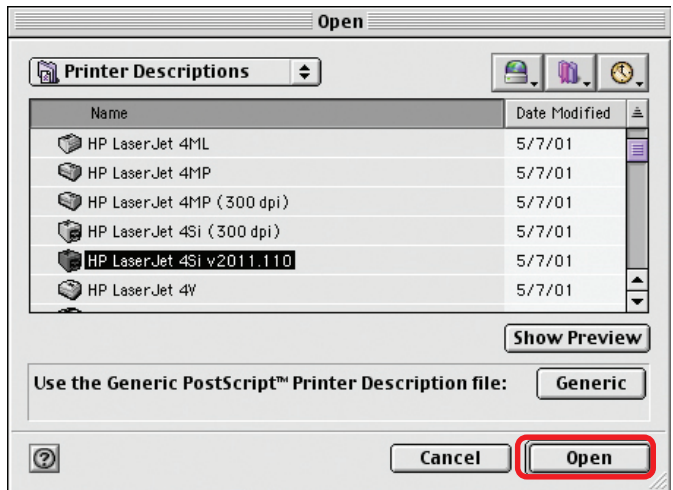 Open
Printer Descriptions
Name Date Modified
HP LaserJet 4ML 5/7/01
HP LaserJet 4MP 5/7/01
HP LaserJet 4MP (300 dpi) 5/7/01
HP LaserJet 4Si (300 dpi) 5/7/01
HP LaserJet 4Si v2011.110 5/7/01
HP LaserJet 4V 5/7/01
Show Preview
Use the Generic PostScript™ Printer Description file: Generic
? Cancel Open